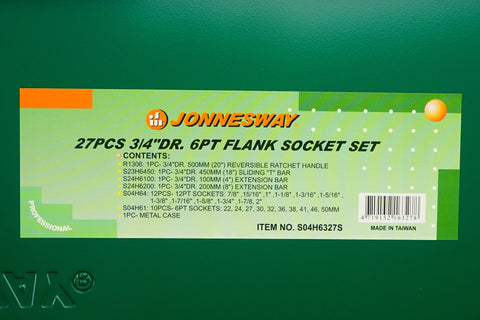 JONNESWAY®
27PCS 3/4"DR. 6PT FLANK SOCKET SET
CONTENTS:
R1306: 1PC- 3/4"DR. 500MM (20") REVERSIBLE RATCHET HANDLE
S23H6450: 1PC- 3/4"DR. 450MM (18") SLIDING "T" BAR
S24H6100: 1PC- 3/4"DR. 100MM (4") EXTENSION BAR
S24H6200: 1PC- 3/4"DR. 200MM (8") EXTENSION BAR
S04H64: 12PCS- 12PT SOCKETS: 7/8" ,15/16" ,1" ,1-1/8" ,1-3/16" ,1-5/16" ,
1-3/8" ,1-7/16" ,1-5/8" ,1-3/4" ,1-7/8, 2"
S04H61: 10PCS- 6PT SOCKETS: 22, 24, 27, 30, 32, 36, 38, 41, 46, 50MM
1PC- METAL CASE
ITEM NO. S04H6327S
4 719152 163278
MADE IN TAIWAN
PROFESSIONAL